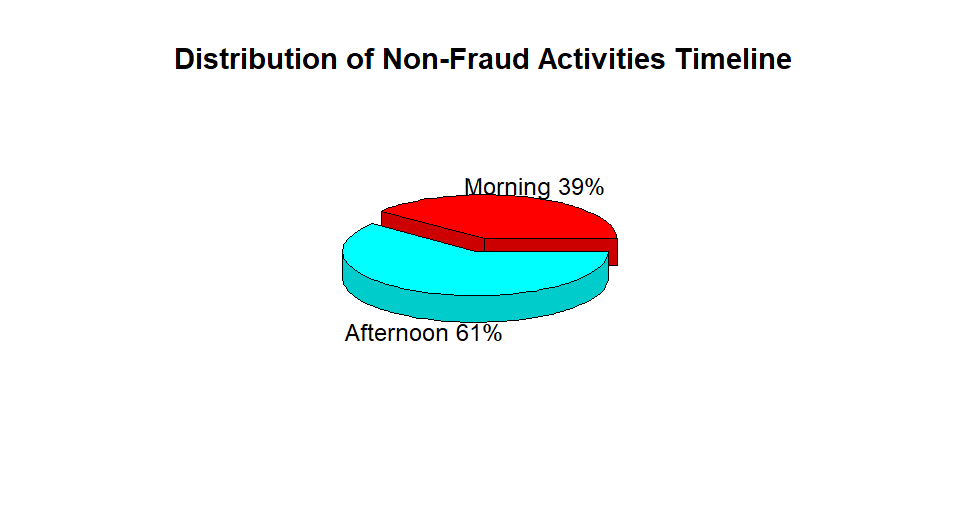 Distribution of Non-Fraud Activities Timeline
Morning 39%
Afternoon 61%